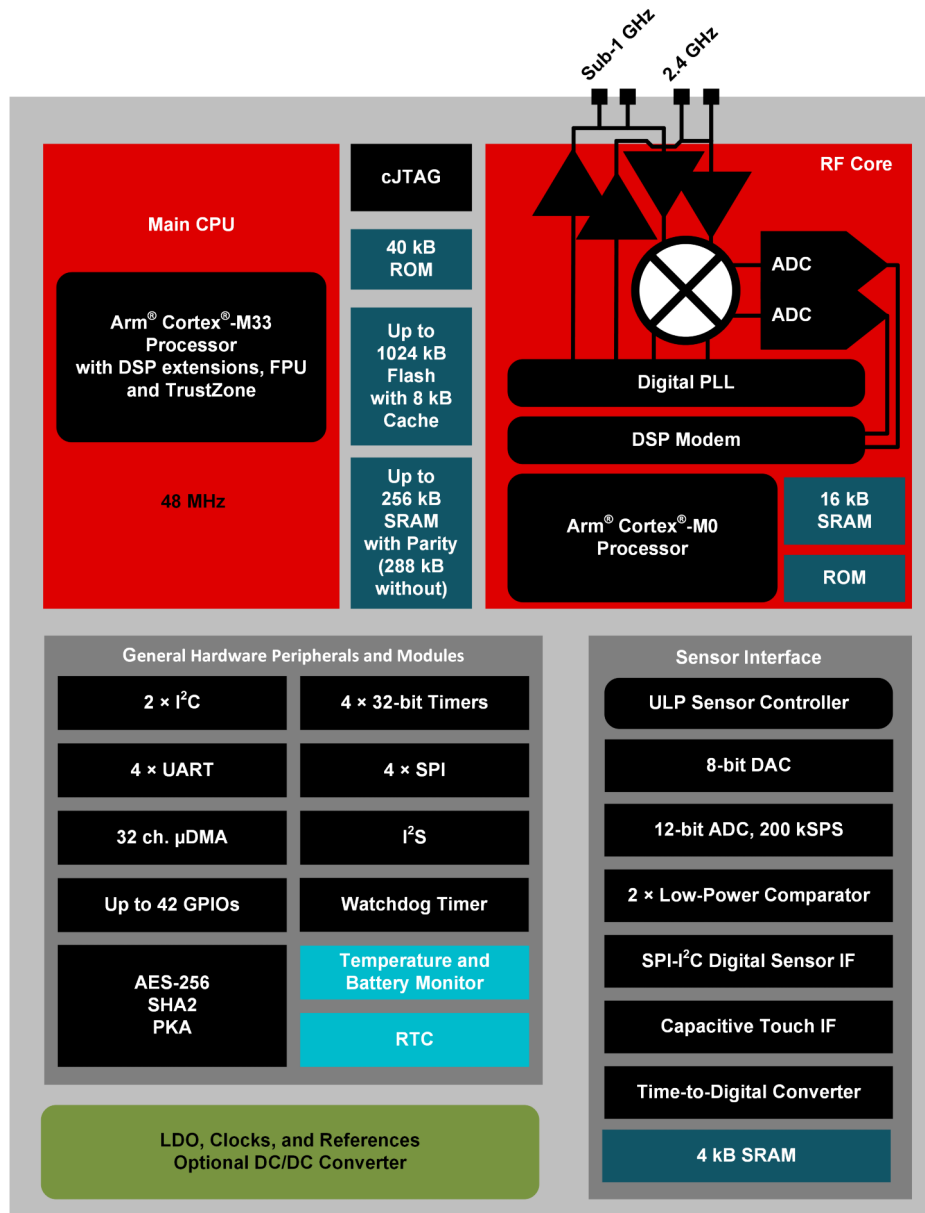 Sub-1 GHz
2.4 GHz
Main CPU
Arm® Cortex®-M33
Processor
with DSP extensions, FPU
and TrustZone
48 MHz
cJTAG
40 kB
ROM
Up to
1024 kB
Flash
with 8 kB
Cache
Up to
256 kB
SRAM
with Parity
(288 kB
without)
RF Core
ADC
ADC
Digital PLL
DSP Modem
Arm® Cortex®-M0
Processor
16 kB
SRAM
ROM
General Hardware Peripherals and Modules
2 × I²C
4 × 32-bit Timers
4 × UART
4 × SPI
32 ch. µDMA
I²S
Up to 42 GPIOs
Watchdog Timer
AES-256
SHA2
PKA
Temperature and
Battery Monitor
RTC
LDO, Clocks, and References
Optional DC/DC Converter
Sensor Interface
ULP Sensor Controller
8-bit DAC
12-bit ADC, 200 kSPS
2 × Low-Power Comparator
SPI-I²C Digital Sensor IF
Capacitive Touch IF
Time-to-Digital Converter
4 kB SRAM